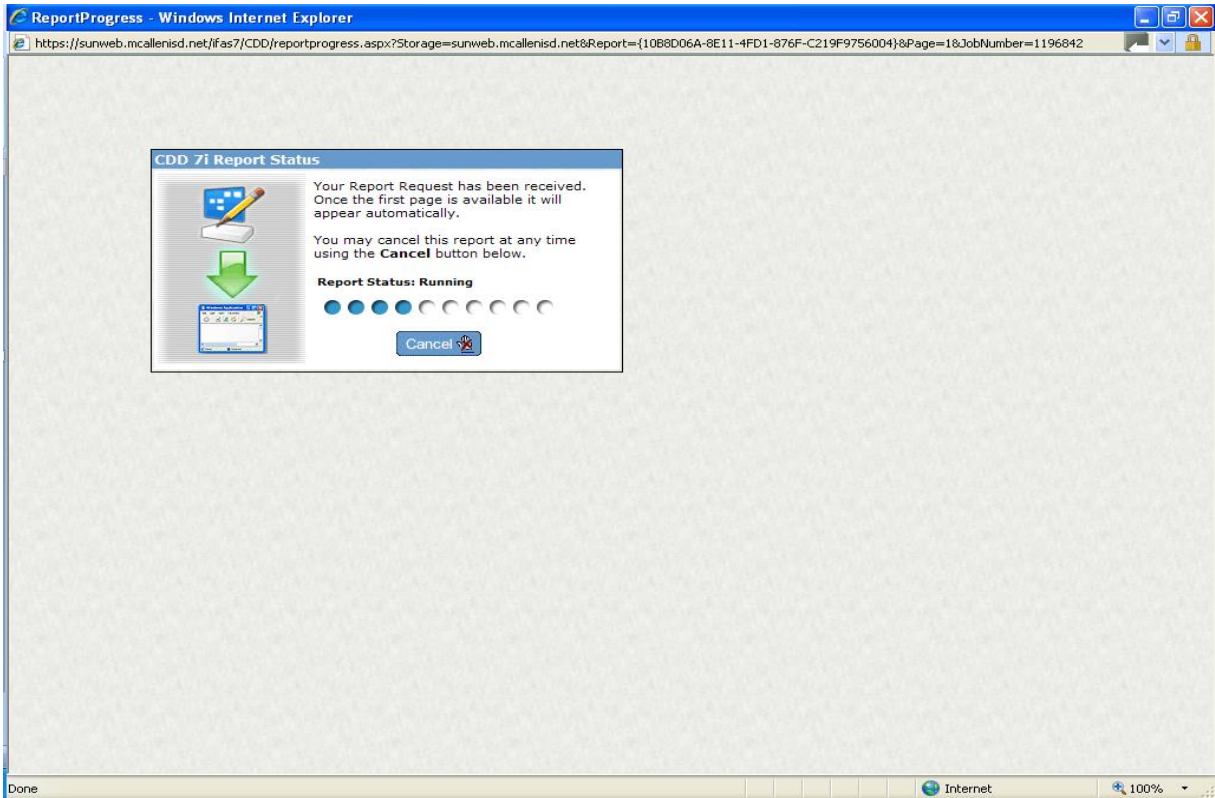 ReportProgress - Windows Internet Explorer
https://sunweb.mcallenisd.net/ifas7/CDD/reportprogress.aspx?Storage=sunweb.mcallenisd.net&Report={10B8D06A-8E11-4FD1-876F-C219F9756004}&Page=1&JobNumber=1196842
CDD 7i Report Status
Your Report Request has been received.
Once the first page is available it will
appear automatically.
You may cancel this report at any time
using the Cancel button below.
Report Status: Running
Cancel
Done
Internet
100%